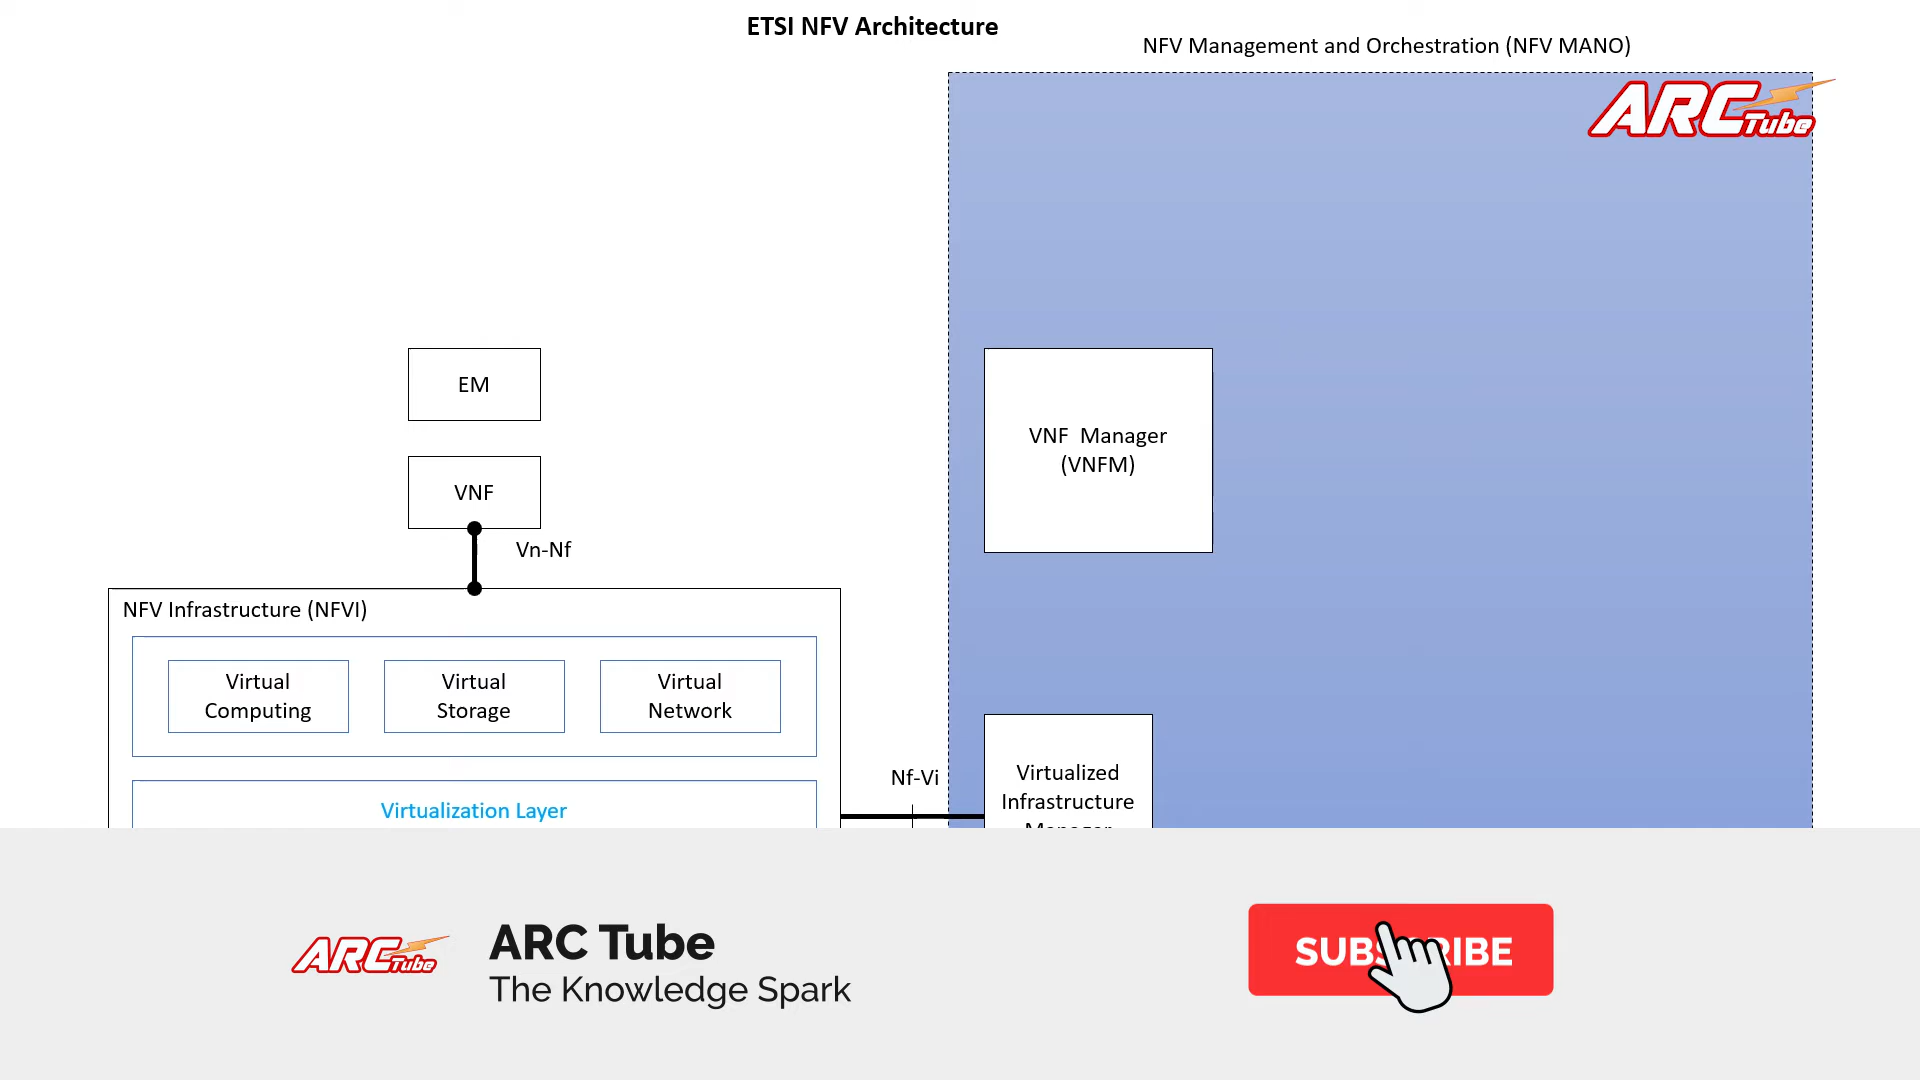 ETSI NFV Architecture
NFV Management and Orchestration (NFV MANO)
ARC Tube
EM
VNF Manager
(VNFM)
VNF
Vn-Nf
NFV Infrastructure (NFVI)
Virtual
Computing
Virtual
Storage
Virtual
Network
Nf-Vi
Virtualized
Infrastructure
Manager
Virtualization Layer
ARC Tube
ARC Tube
The Knowledge Spark
SUBSCRIBE